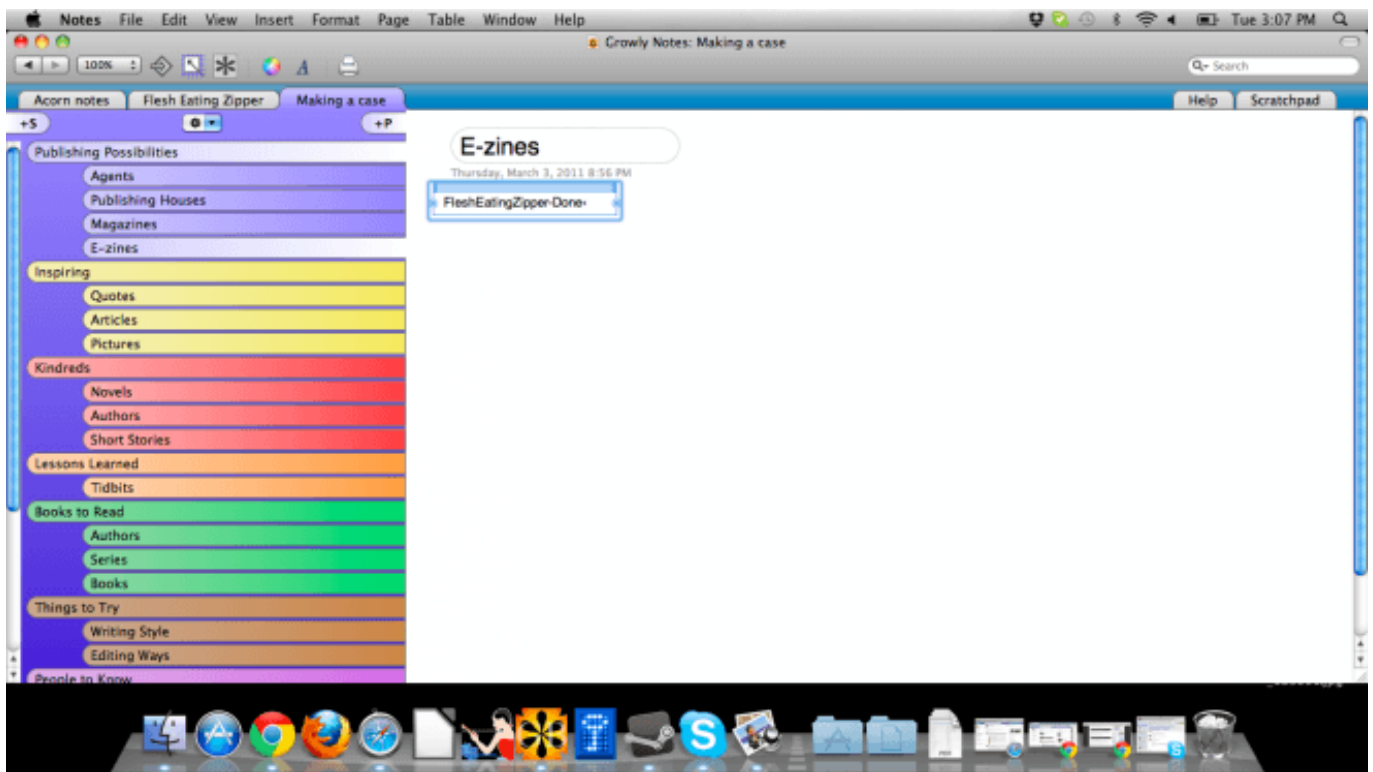 Notes File Edit View Insert Format Page Table Window Help Tue 3:07 PM
Growly Notes: Making a case
100% A Search
Acorn notes Flesh Eating Zipper Making a case Help Scratchpad
+S +P
Publishing Possibilities
Agents
Publishing Houses
Magazines
E-zines
Inspiring
Quotes
Articles
Pictures
Kindreds
Novels
Authors
Short Stories
Lessons Learned
Tidbits
Books to Read
Authors
Series
Books
Things to Try
Writing Style
Editing Ways
People to Know
E-zines
Thursday, March 3, 2011 8:56 PM
FleshEatingZipper-Done-